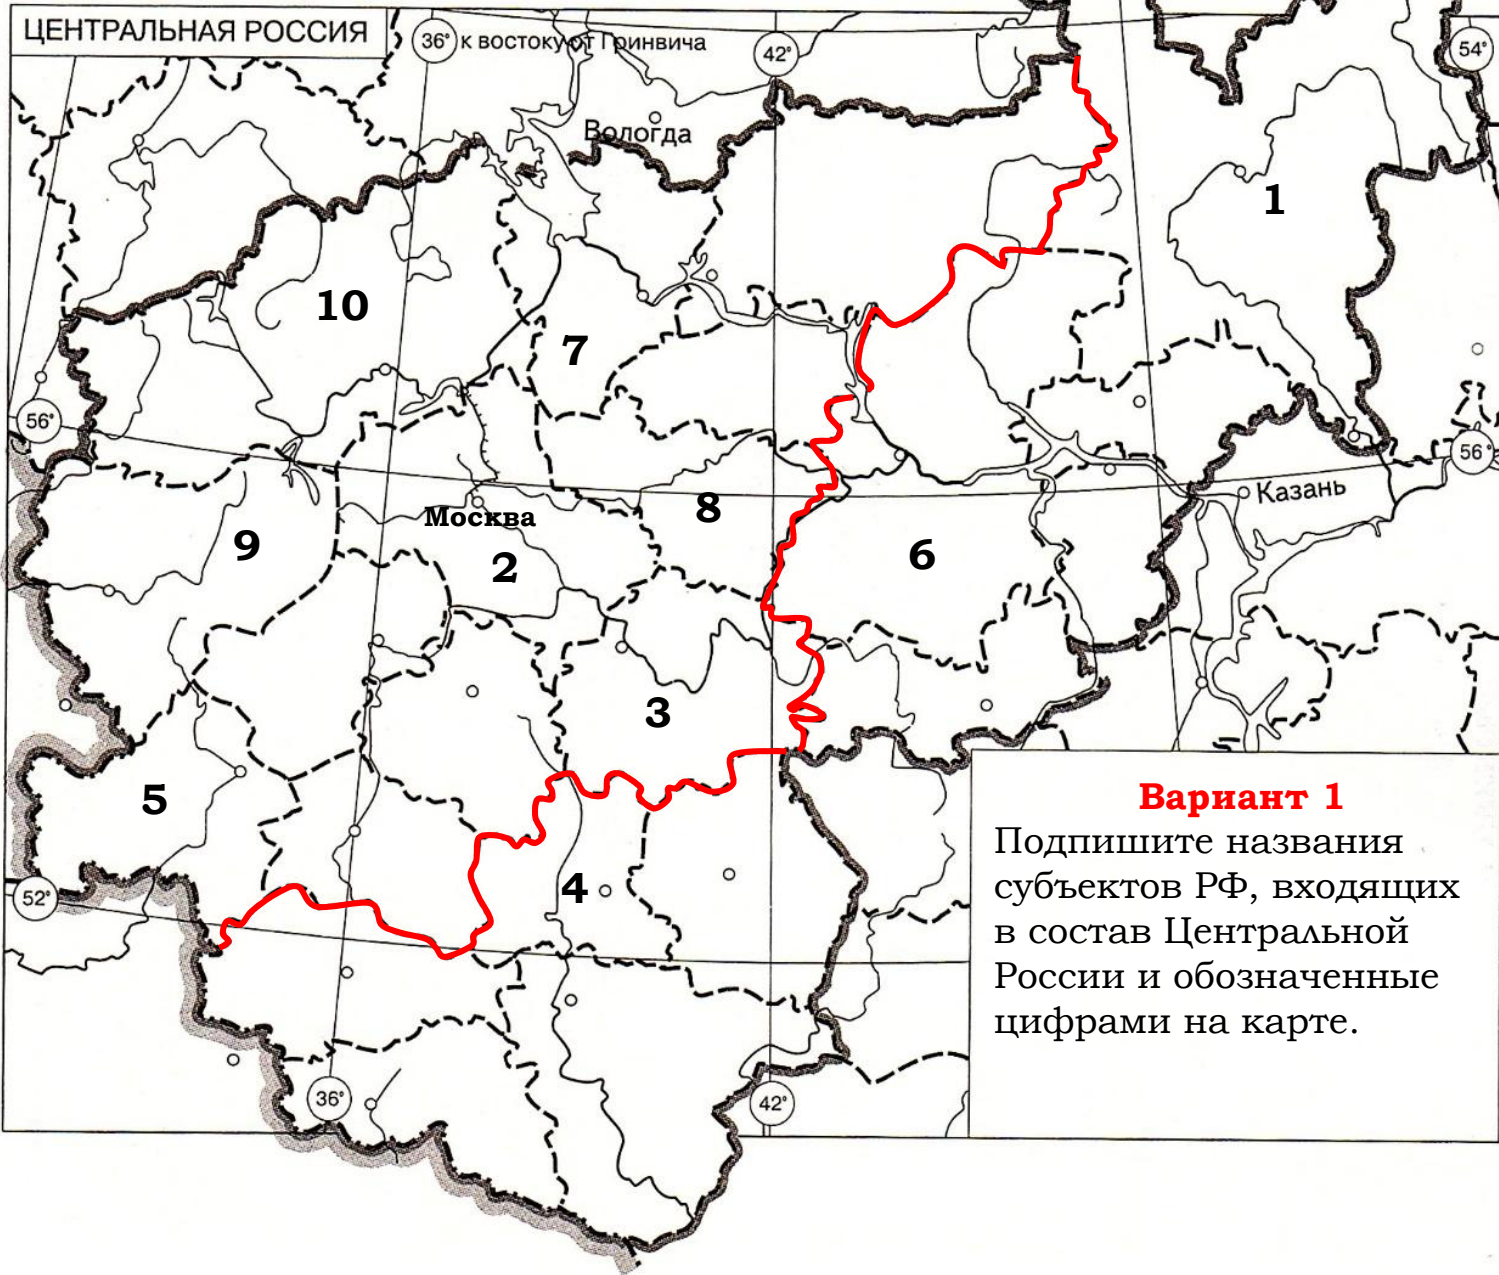 ЦЕНТРАЛЬНАЯ РОССИЯ
36° к востоку от Гринвича
42°
54°
Вологда
1
10
7
56°
56°
Казань
8
Москва
9
2
6
3
5
4
52°
Вариант 1
Подпишите названия
субъектов РФ, входящих
в состав Центральной
России и обозначенные
цифрами на карте.
36°
42°